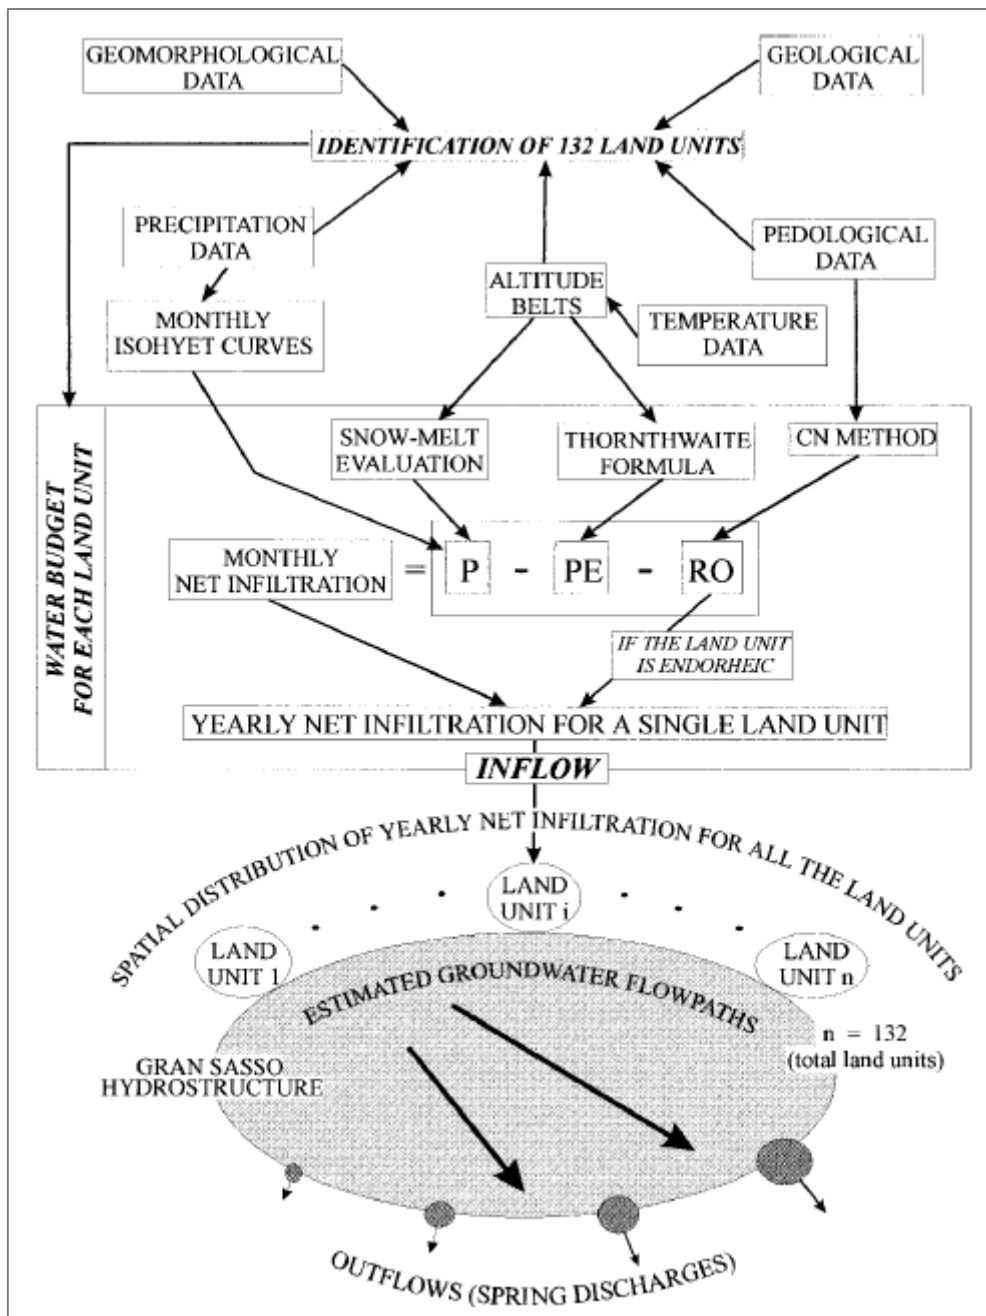 GEOMORPHOLOGICAL
DATA
GEOLOGICAL
DATA
IDENTIFICATION OF 132 LAND UNITS
PRECIPITATION
DATA
PEDOLOGICAL
DATA
ALTITUDE
BELTS
MONTHLY
ISOHYET CURVES
TEMPERATURE
DATA
WATER BUDGET
FOR EACH LAND UNIT
SNOW-MELT
EVALUATION
THORNTHWAITE
FORMULA
CN METHOD
MONTHLY
NET INFILTRATION
= P - PE - RO
IF THE LAND UNIT
IS ENDORHEIC
YEARLY NET INFILTRATION FOR A SINGLE LAND UNIT
INFLOW
SPATIAL DISTRIBUTION OF YEARLY NET INFILTRATION FOR ALL THE LAND UNITS
LAND
UNIT 1
LAND
UNIT i
LAND
UNIT n
ESTIMATED GROUNDWATER FLOWPATHS
n = 132
(total land units)
GRAN SASSO
HYDROSTRUCTURE
OUTFLOWS (SPRING DISCHARGES)